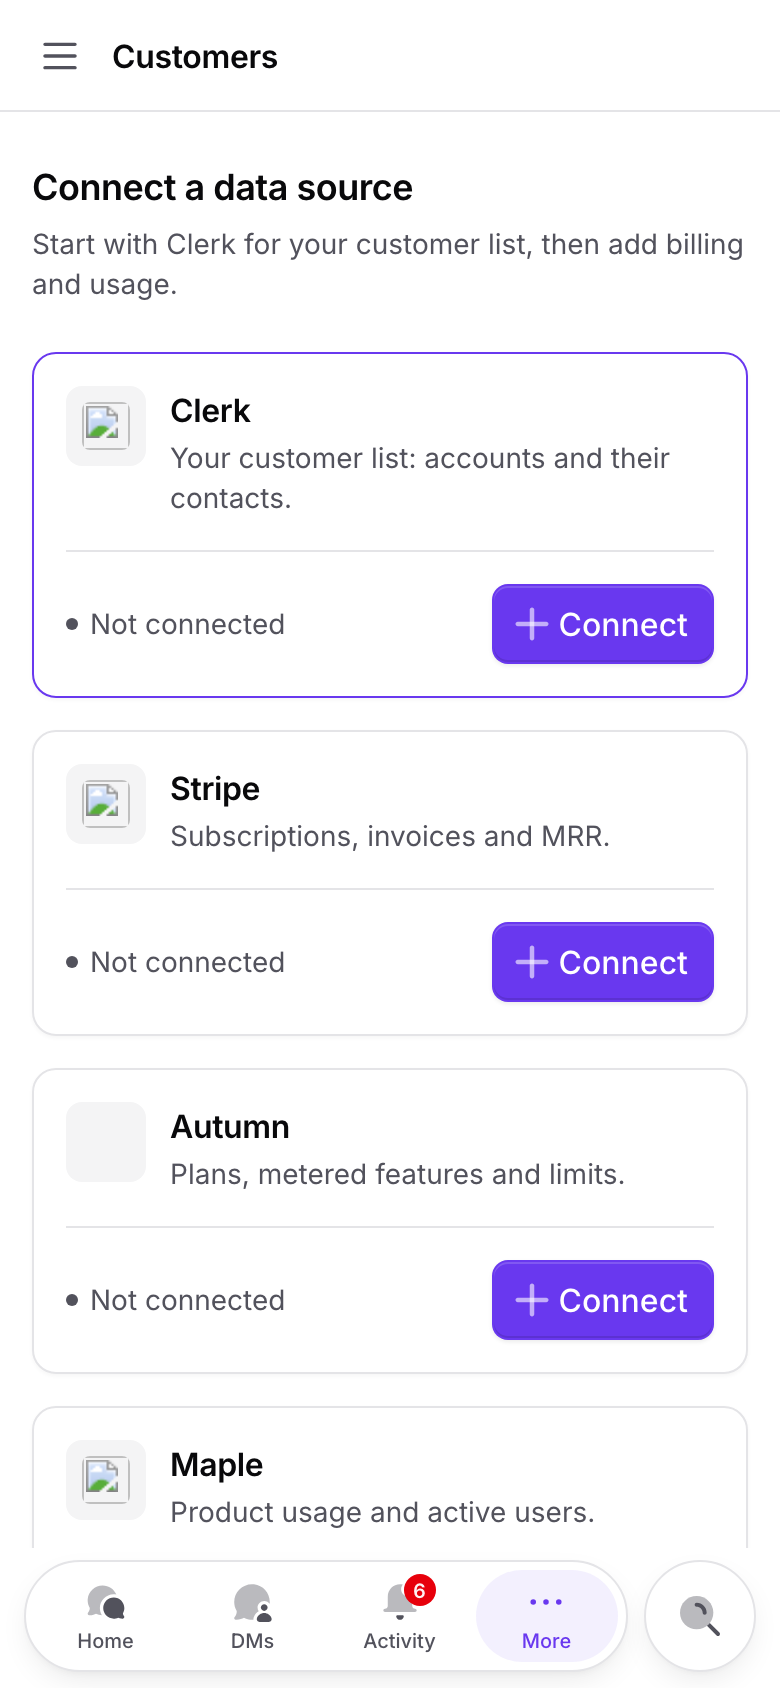 Customers
Connect a data source
Start with Clerk for your customer list, then add billing
and usage.
Clerk
Your customer list: accounts and their
contacts.
Not connected
Connect
Stripe
Subscriptions, invoices and MRR.
Not connected
Connect
Autumn
Plans, metered features and limits.
Not connected
Connect
Maple
Product usage and active users.
6
Home
DMs
Activity
More